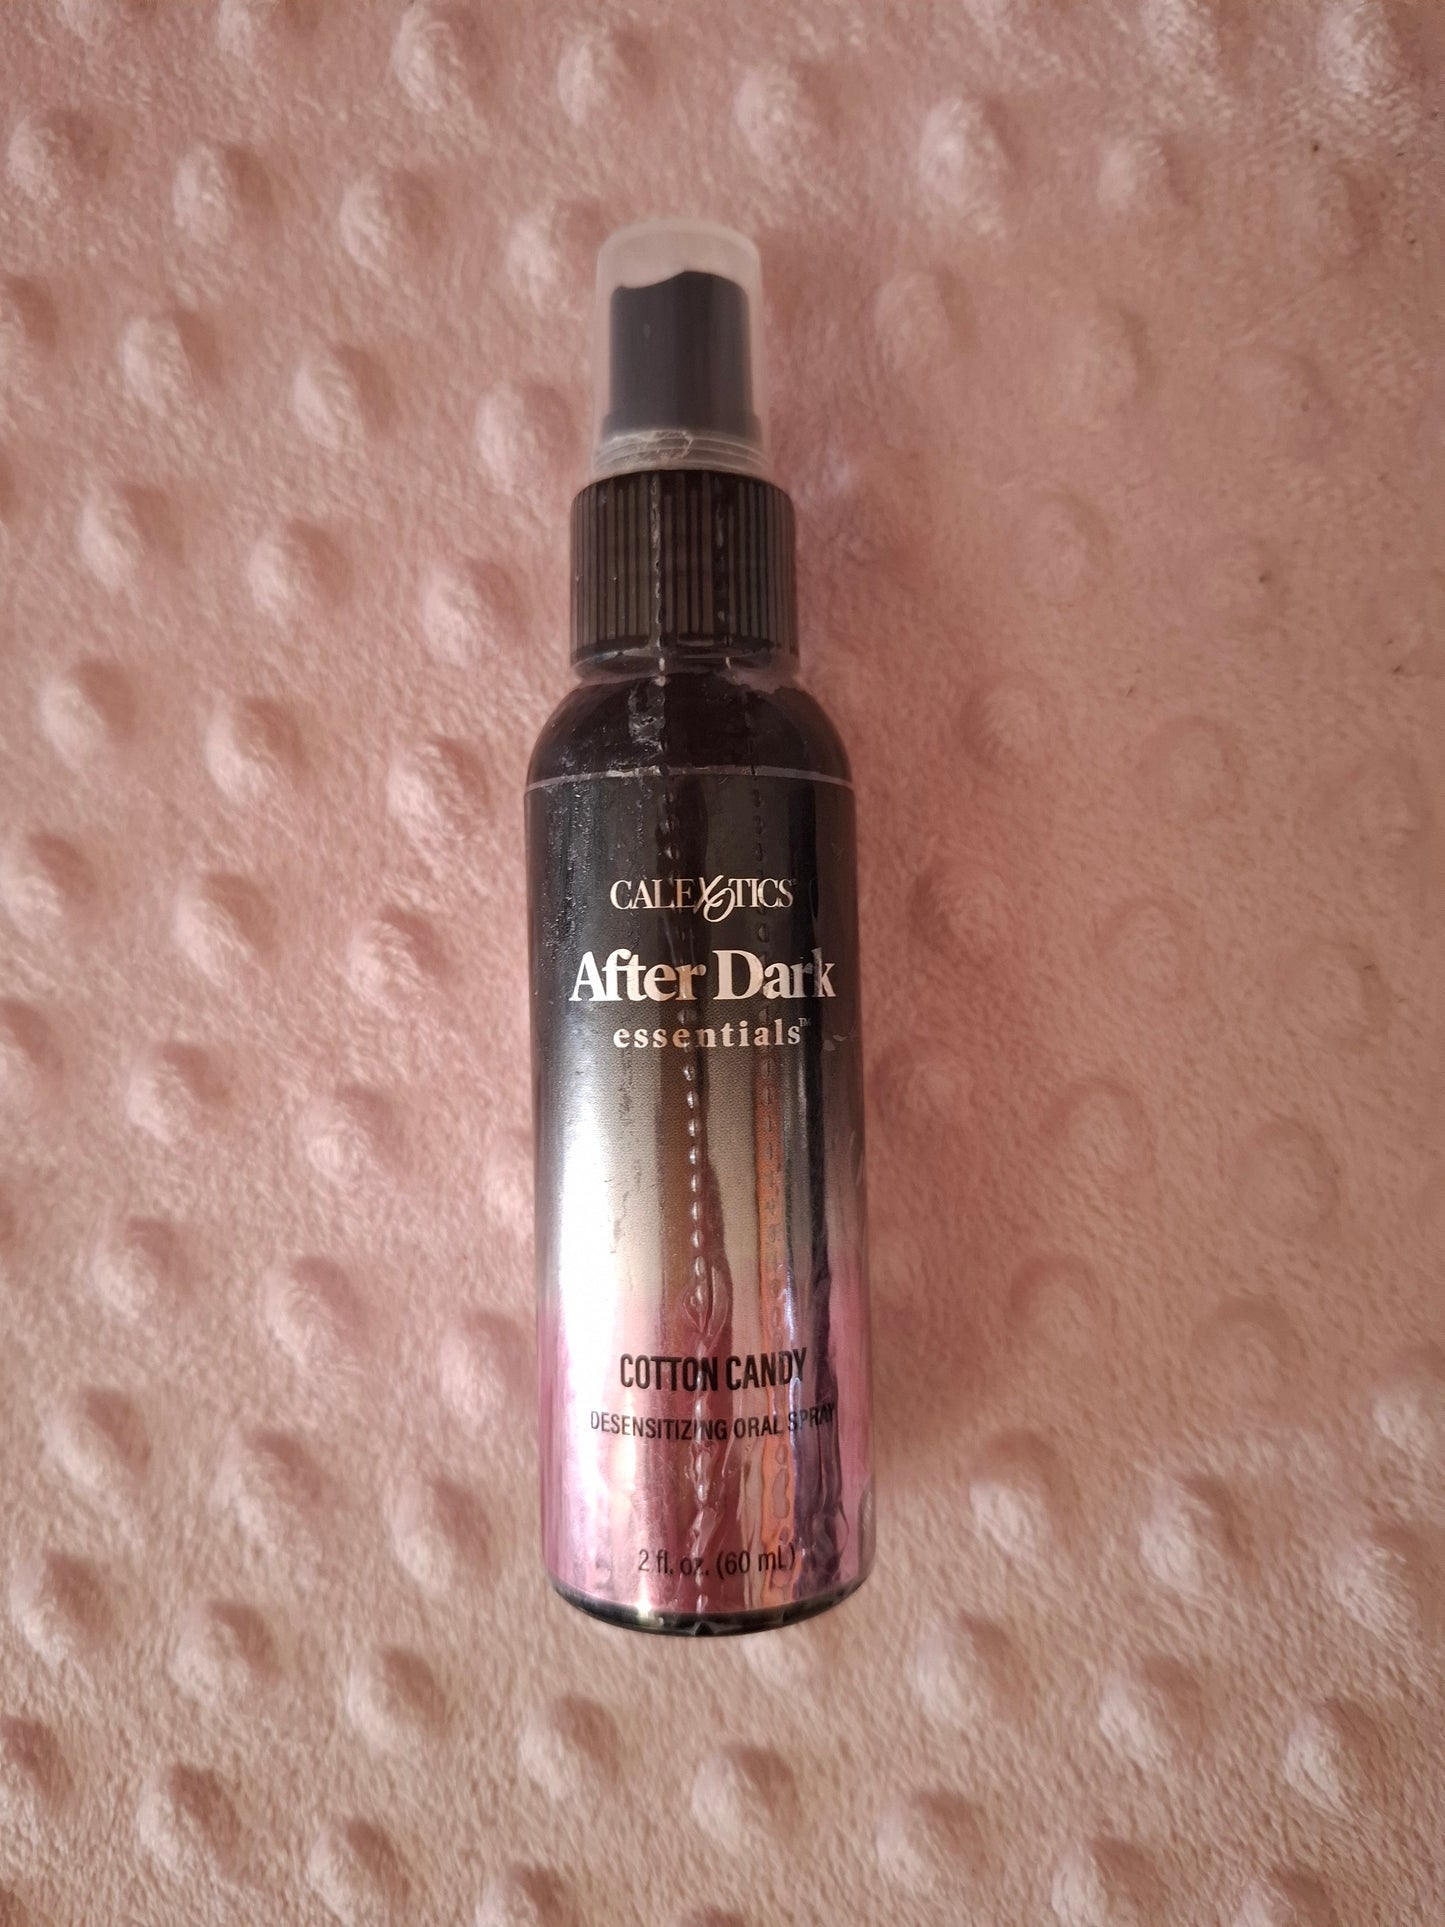 CALEXOTICS
After Dark
essentials™
COTTON CANDY
DESENSITIZING ORAL SPRAY
2 fl. oz. (60 mL)